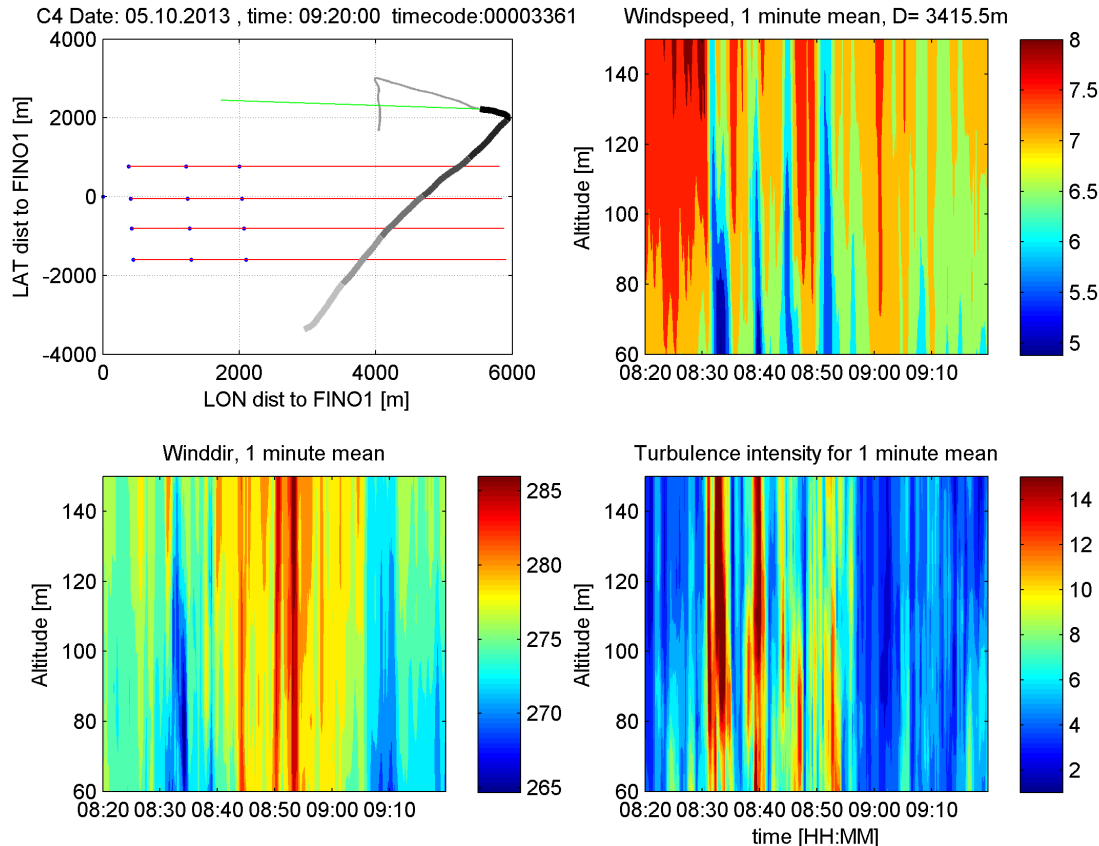 C4 Date: 05.10.2013 , time: 09:20:00  timecode:00003361
4000
2000
0
-2000
-4000
LAT dist to FINO1 [m]
0 2000 4000 6000
LON dist to FINO1 [m]
Windspeed, 1 minute mean, D= 3415.5m
140
120
100
80
60
Altitude [m]
08:20 08:30 08:40 08:50 09:00 09:10
8
7.5
7
6.5
6
5.5
5
Winddir, 1 minute mean
140
120
100
80
60
Altitude [m]
08:20 08:30 08:40 08:50 09:00 09:10
285
280
275
270
265
Turbulence intensity for 1 minute mean
140
120
100
80
60
Altitude [m]
08:20 08:30 08:40 08:50 09:00 09:10
time [HH:MM]
14
12
10
8
6
4
2